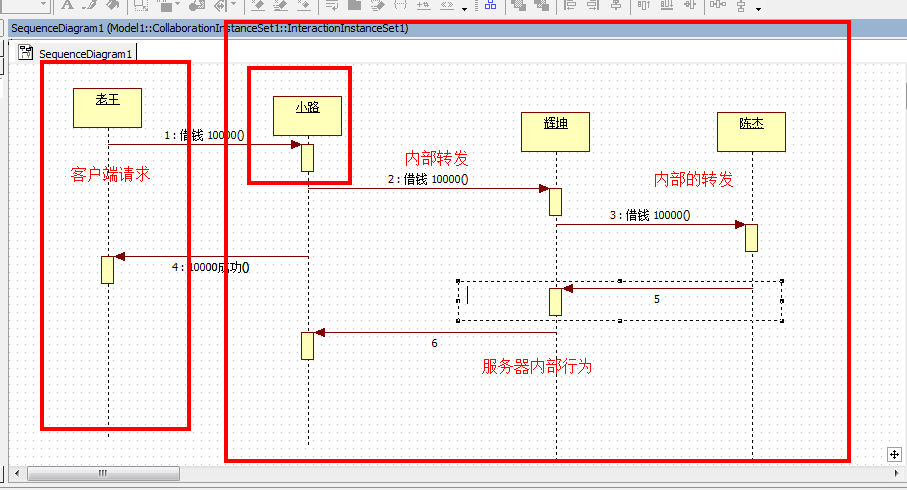 SequenceDiagram1 (Model1::CollaborationInstanceSet1::InteractionInstanceSet1)
SequenceDiagram1
老王
小路
辉坤
陈杰
1 : 借钱 10000()
客户端请求
内部转发
2 : 借钱 10000()
内部的转发
3 : 借钱 10000()
4 : 10000成功()
5
6
服务器内部行为